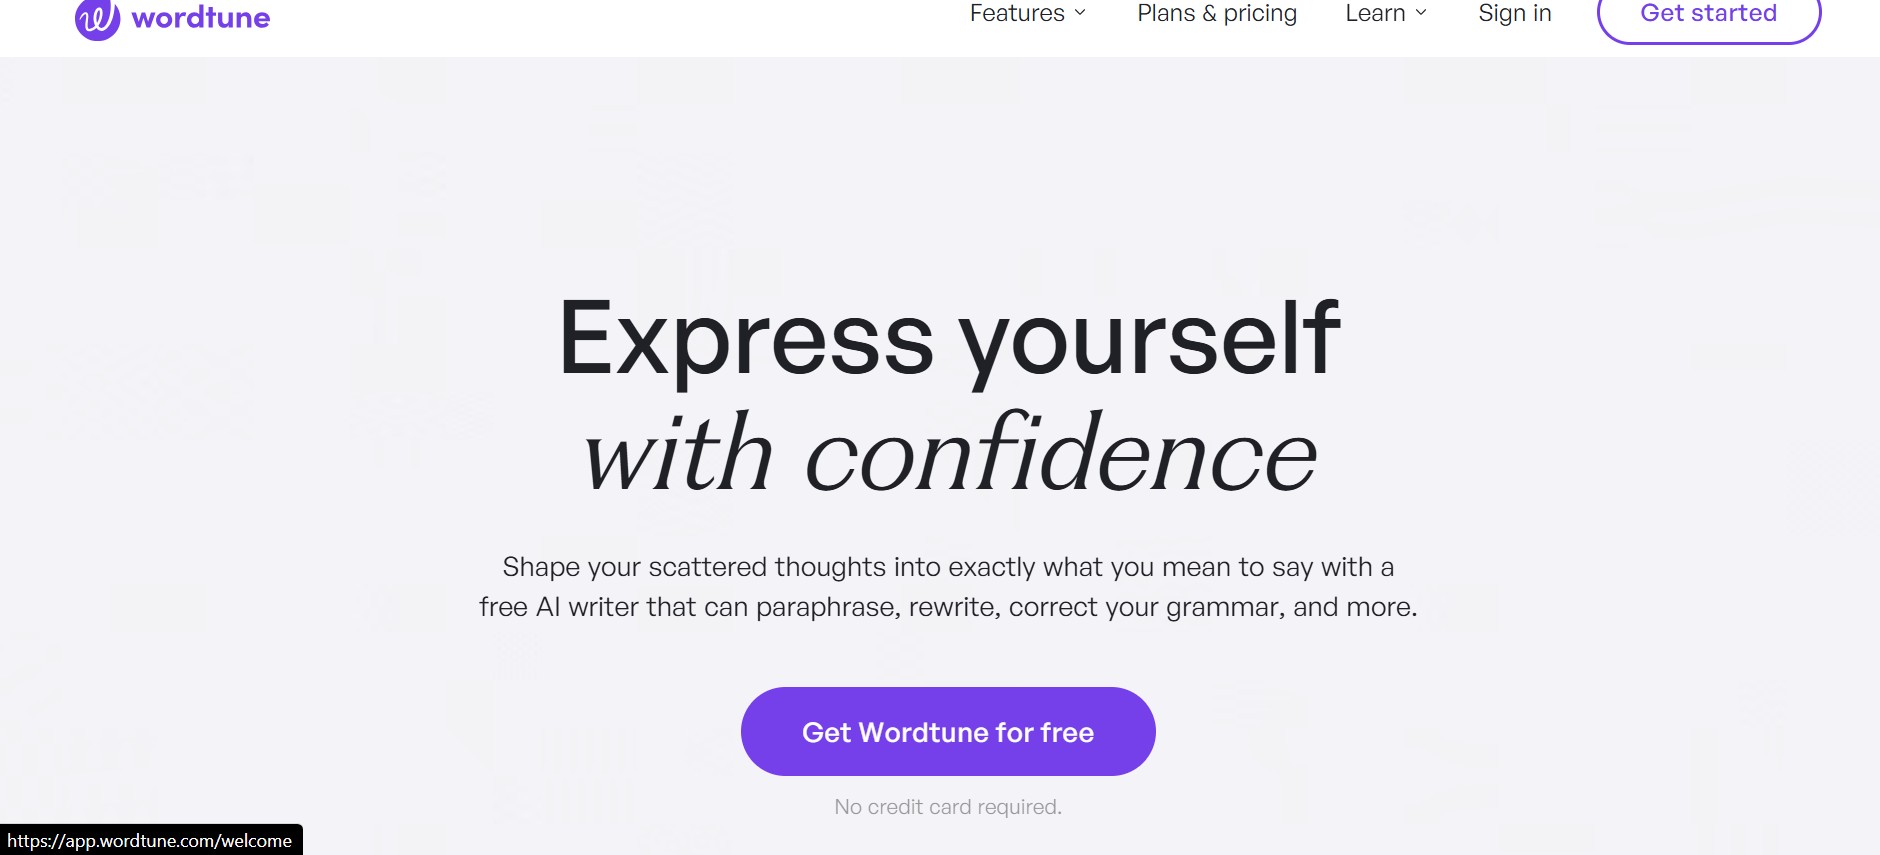 wordtune
Features
Plans & pricing
Learn
Sign in
Get started
Express yourself
with confidence
Shape your scattered thoughts into exactly what you mean to say with a
free AI writer that can paraphrase, rewrite, correct your grammar, and more.
Get Wordtune for free
No credit card required.
https://app.wordtune.com/welcome